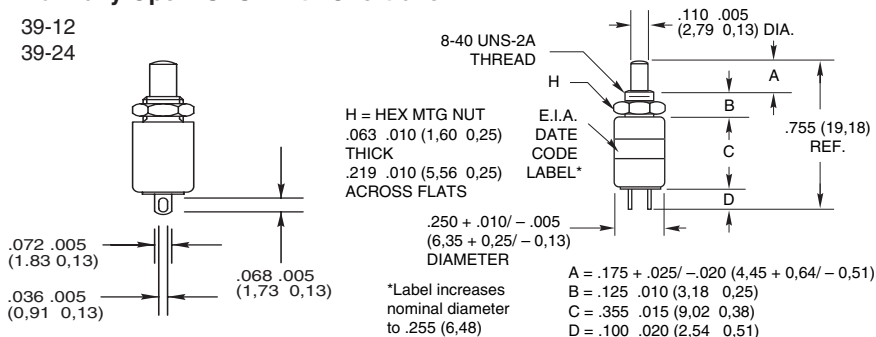 39-12
39-24
.072 .005
(1.83 0,13)
.036 .005
(0,91 0,13)
.068 .005
(1,73 0,13)
H = HEX MTG NUT
.063 .010 (1,60 0,25)
THICK
.219 .010 (5,56 0,25)
ACROSS FLATS
8-40 UNS-2A
THREAD
H
E.I.A.
DATE
CODE
LABEL*
.110 .005
(2,79 0,13) DIA.
A
B
C
D
.755 (19,18)
REF.
.250 + .010/ – .005
(6,35 + 0,25/ – 0,13)
DIAMETER
*Label increases
nominal diameter
to .255 (6,48)
A = .175 + .025/ –.020 (4,45 + 0,64/ – 0,51)
B = .125 .010 (3,18 0,25)
C = .355 .015 (9,02 0,38)
D = .100 .020 (2,54 0,51)